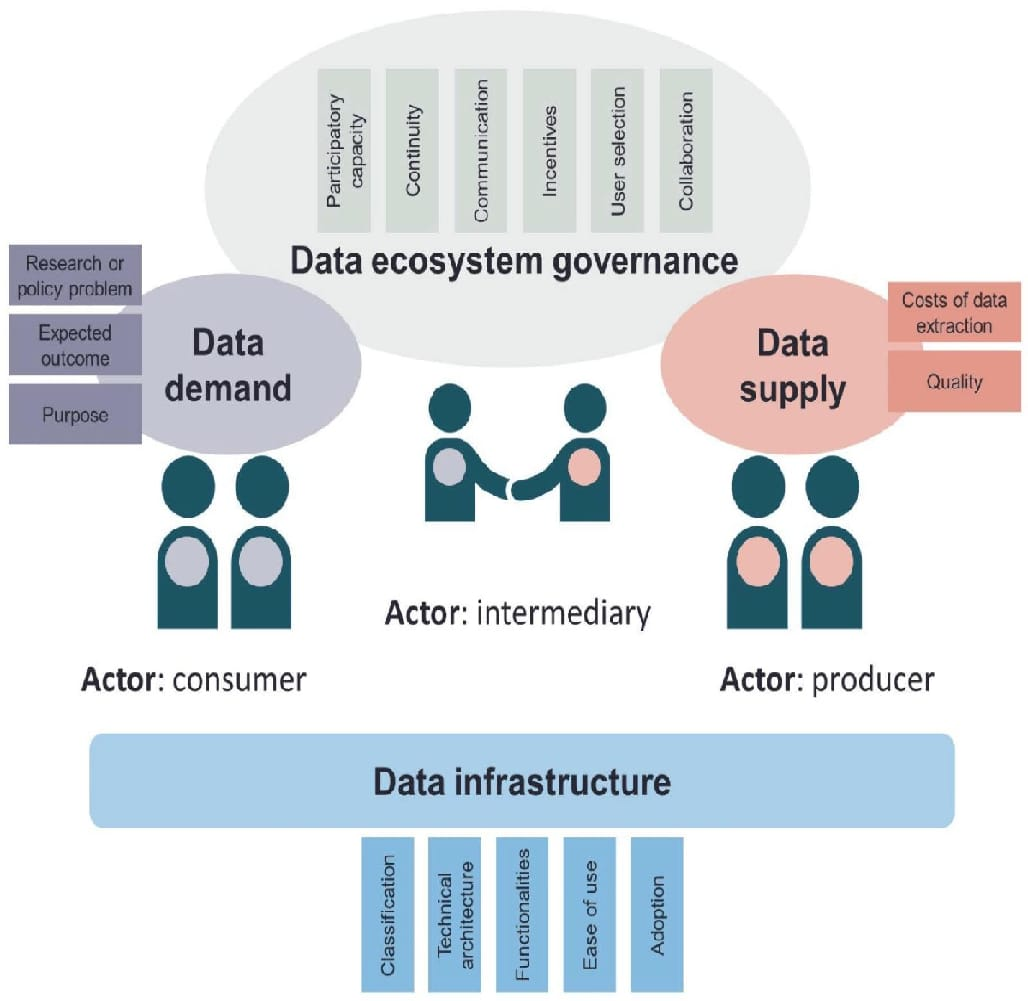 Participatory
capacity
Continuity
Communication
Incentives
User selection
Collaboration
Data ecosystem governance
Research or
policy problem
Expected
outcome
Purpose
Data
demand
Data
supply
Costs of data
extraction
Quality
Actor: intermediary
Actor: consumer
Actor: producer
Data infrastructure
Classification
Technical
architecture
Functionalities
Ease of use
Adoption